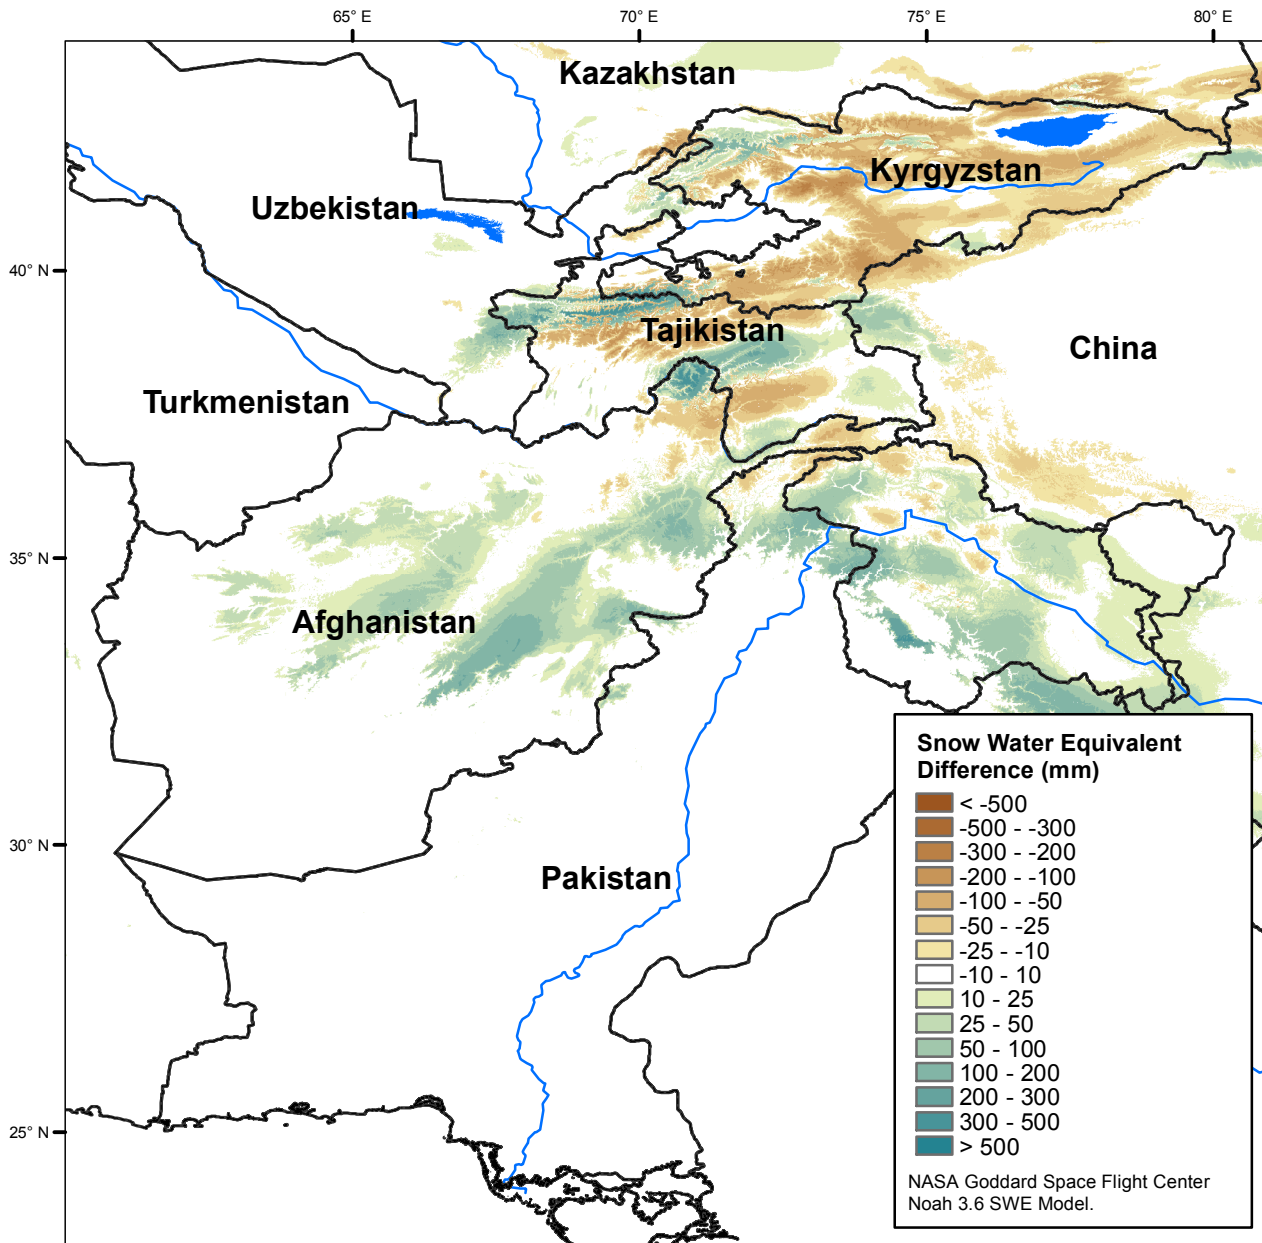 65° E
70° E
75° E
80° E
Kazakhstan
Kyrgyzstan
Uzbekistan
40° N
Tajikistan
China
Turkmenistan
35° N
Afghanistan
30° N
Pakistan
25° N
Snow Water Equivalent
Difference (mm)
< -500
-500 - -300
-300 - -200
-200 - -100
-100 - -50
-50 - -25
-25 - -10
-10 - 10
10 - 25
25 - 50
50 - 100
100 - 200
200 - 300
300 - 500
> 500
NASA Goddard Space Flight Center
Noah 3.6 SWE Model.